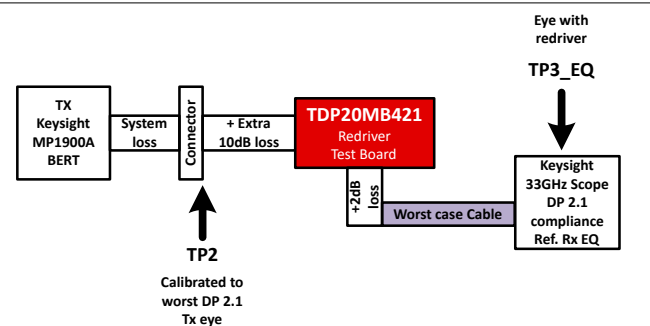 Eye with
redriver
TP3_EQ
TX
Keysight
MP1900A
BERT
System
loss
Connector
+ Extra
10dB loss
TDP20MB421
Redriver
Test Board
+2dB
loss
Worst case Cable
Keysight
33GHz Scope
DP 2.1
compliance
Ref. Rx EQ
TP2
Calibrated to
worst DP 2.1
Tx eye